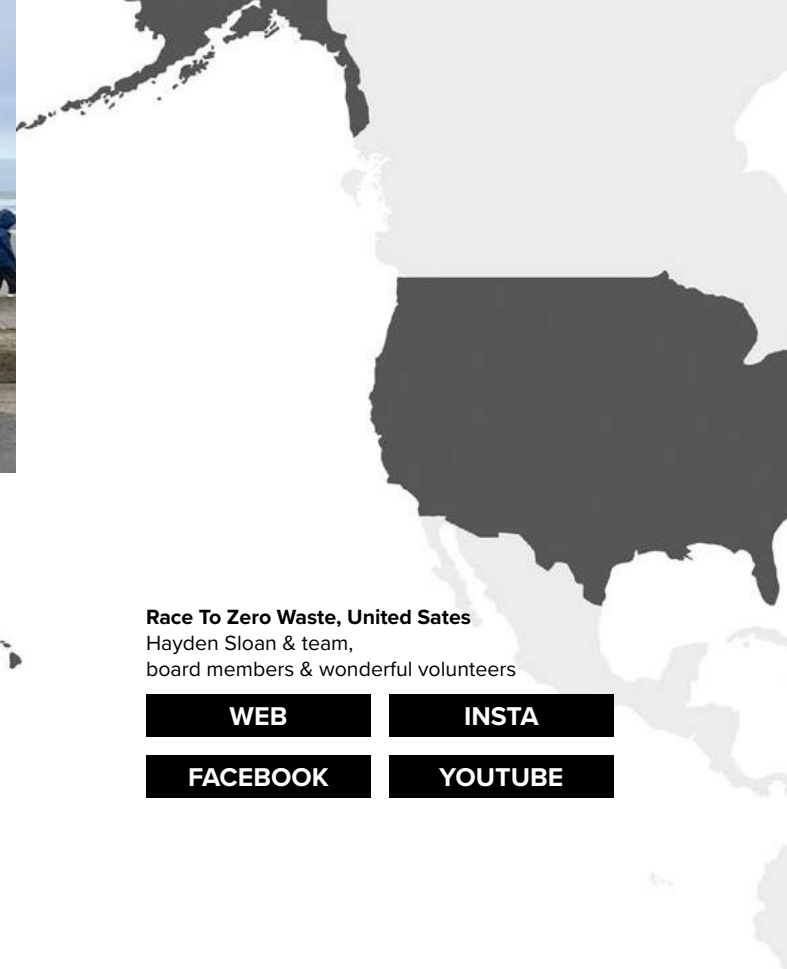 Race To Zero Waste, United Sates
Hayden Sloan & team,
board members & wonderful volunteers
WEB
INSTA
FACEBOOK
YOUTUBE